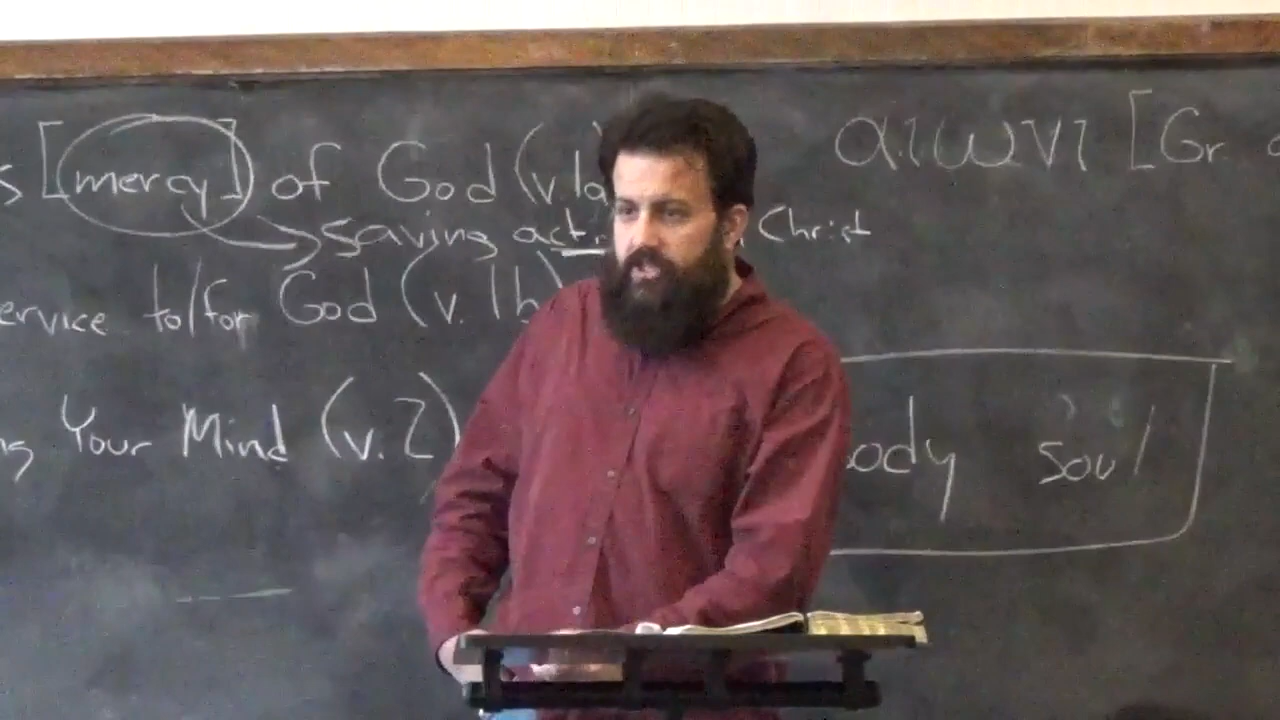 s [mercy] of God (v.1a
αιωνι [Gr.
saving act Christ
ervice to/for God (v.1b)
ng Your Mind (v.2)
ody soul